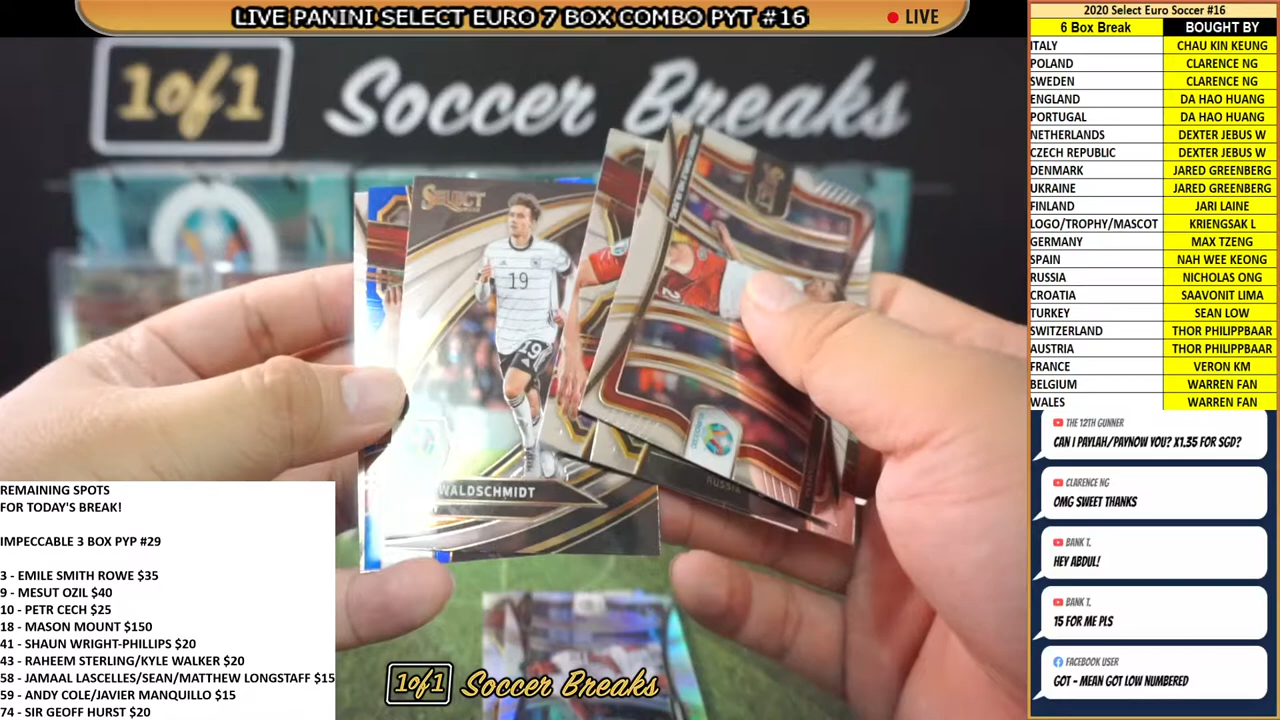 LIVE PANINI SELECT EURO 7 BOX COMBO PYT #16
LIVE
1of1 Soccer Breaks
SELECT
19
19
WALDSCHMIDT
RUSSIA
2020 Select Euro Soccer #16
6 Box Break BOUGHT BY
ITALY CHAU KIN KEUNG
POLAND CLARENCE NG
SWEDEN CLARENCE NG
ENGLAND DA HAO HUANG
PORTUGAL DA HAO HUANG
NETHERLANDS DEXTER JEBUS W
CZECH REPUBLIC DEXTER JEBUS W
DENMARK JARED GREENBERG
UKRAINE JARED GREENBERG
FINLAND JARI LAINE
LOGO/TROPHY/MASCOT KRIENGSAK L
GERMANY MAX TZENG
SPAIN NAH WEE KEONG
RUSSIA NICHOLAS ONG
CROATIA SAAVONIT LIMA
TURKEY SEAN LOW
SWITZERLAND THOR PHILIPPBAAR
AUSTRIA THOR PHILIPPBAAR
FRANCE VERON KM
BELGIUM WARREN FAN
WALES WARREN FAN
THE 12TH GUNNER
CAN I PAYLAH/PAYNOW YOU? X1.35 FOR SGD?
CLARENCE NG
OMG SWEET THANKS
BANK T.
HEY ABDUL!
BANK T.
15 FOR ME PLS
FACEBOOK USER
GOT - MEAN GOT LOW NUMBERED
REMAINING SPOTS
FOR TODAY'S BREAK!
IMPECCABLE 3 BOX PYP #29
3 - EMILE SMITH ROWE $35
9 - MESUT OZIL $40
10 - PETR CECH $25
18 - MASON MOUNT $150
41 - SHAUN WRIGHT-PHILLIPS $20
43 - RAHEEM STERLING/KYLE WALKER $20
58 - JAMAAL LASCELLES/SEAN/MATTHEW LONGSTAFF $15
59 - ANDY COLE/JAVIER MANQUILLO $15
74 - SIR GEOFF HURST $20
1of1 Soccer Breaks